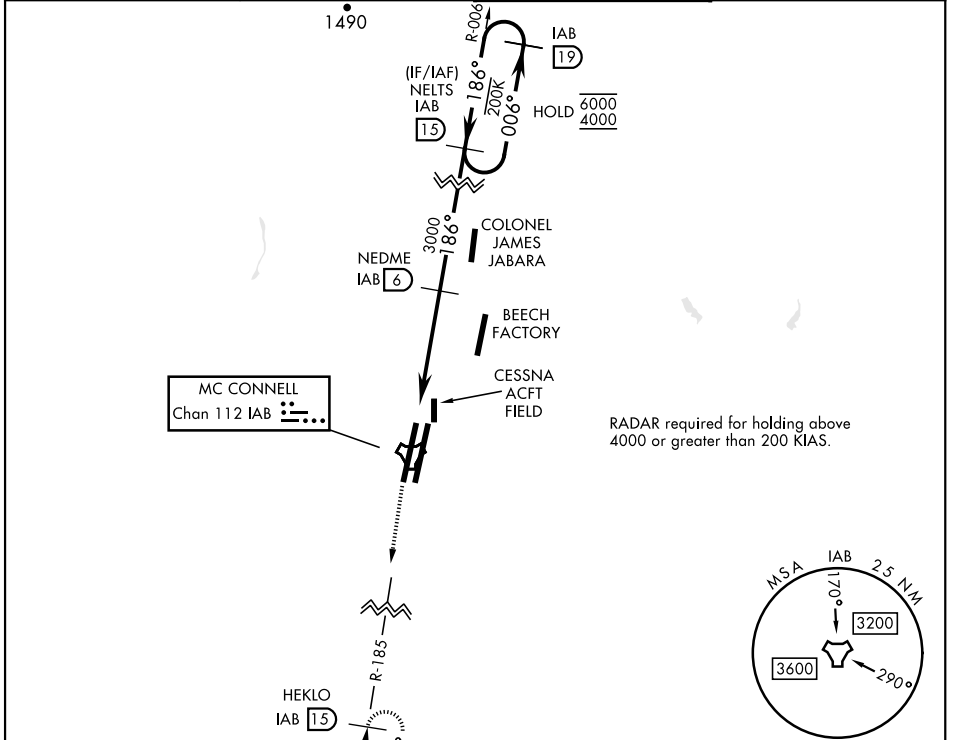 1490
R-006
IAB
19
(IF/IAF)
NELTS
IAB
15
186°
200K
006°
HOLD 6000
4000
3000
186°
COLONEL
JAMES
JABARA
NEDME
IAB 6
BEECH
FACTORY
CESSNA
ACFT
FIELD
MC CONNELL
Chan 112 IAB
RADAR required for holding above
4000 or greater than 200 KIAS.
MSA IAB 25 NM
170°
3200
3600
290°
R-185
HEKLO
IAB 15